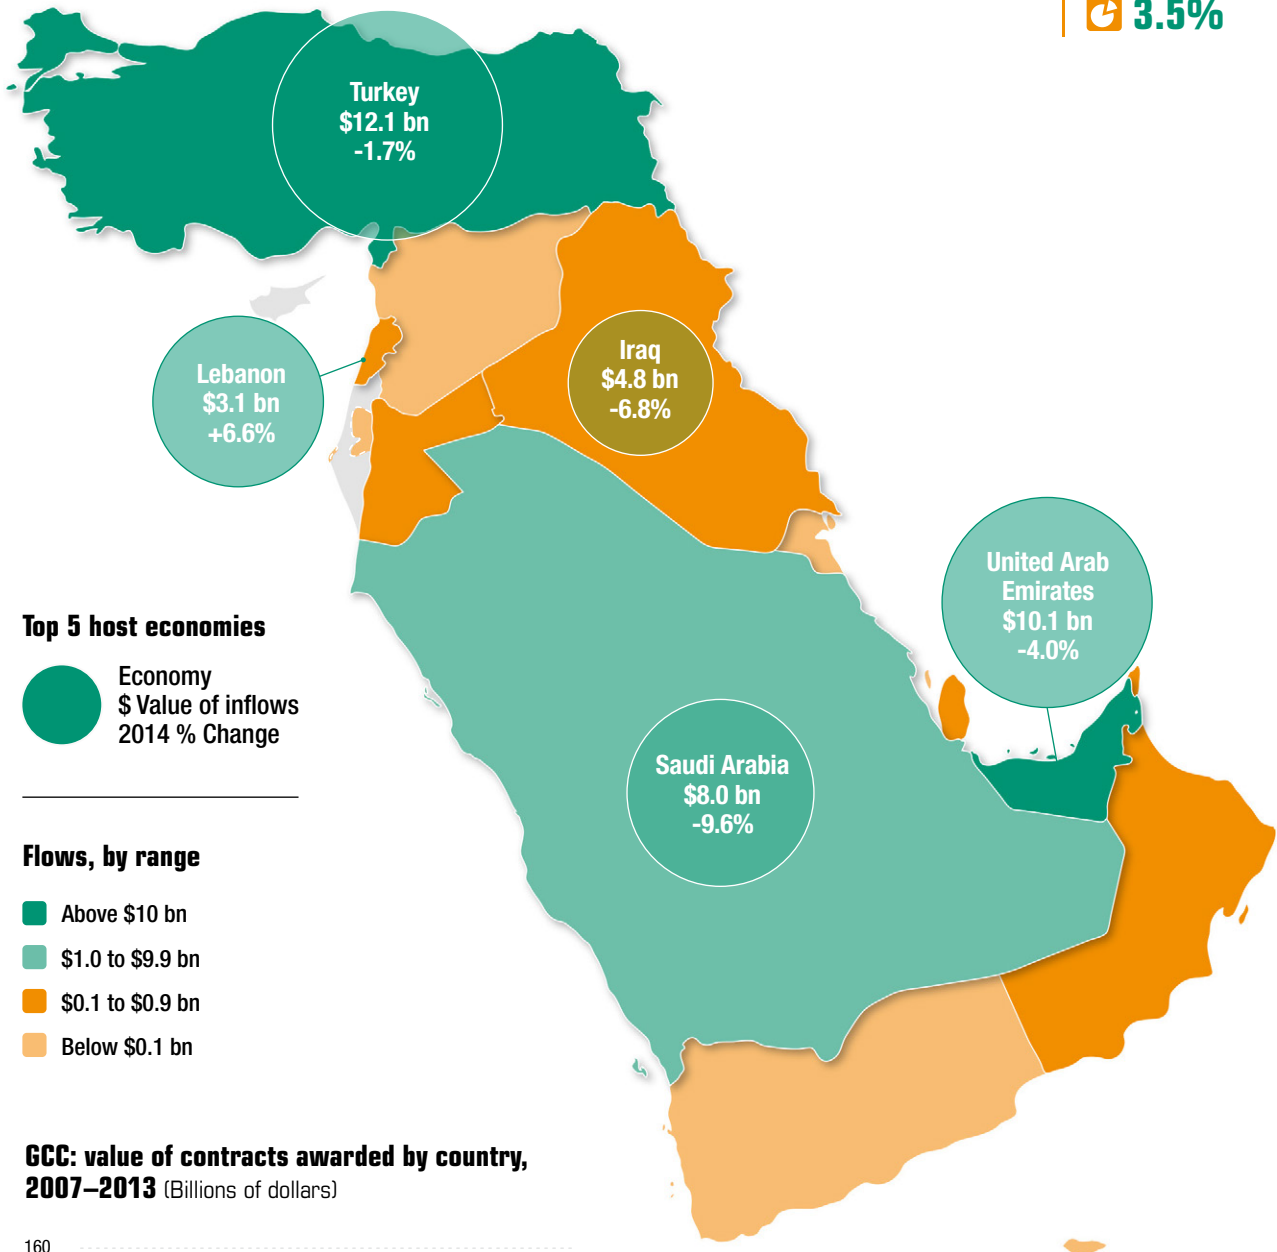 3.5%
Turkey
$12.1 bn
-1.7%
Iraq
$4.8 bn
-6.8%
Lebanon
$3.1 bn
+6.6%
United Arab
Emirates
$10.1 bn
-4.0%
Top 5 host economies
Economy
$ Value of inflows
2014 % Change
Saudi Arabia
$8.0 bn
-9.6%
Flows, by range
Above $10 bn
$1.0 to $9.9 bn
$0.1 to $0.9 bn
Below $0.1 bn
GCC: value of contracts awarded by country,
2007–2013 (Billions of dollars)
160